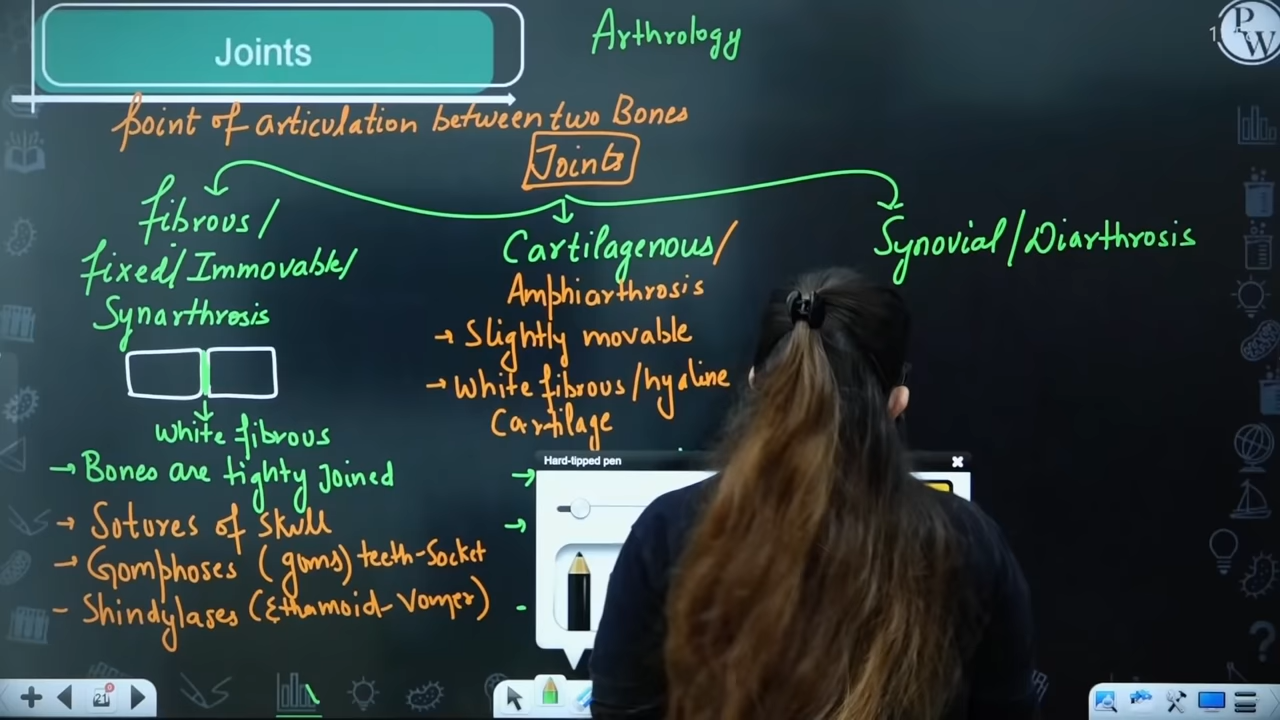 Joints
Arthrology
PW
point of articulation between two Bones
Joints
fibrous/
fixed/Immovable/
Synarthrosis
white fibrous
→ Bones are tighty Joined
→ Sotures of skull
→ Gomphoses (goms) teeth-Socket
- Shindylases (Ethamoid-Vomer)
Cartilagenous/
Amphiarthrosis
→ Slightly movable
→ white fibrous/hyaline
Cartilage
Synovial/Diarthrosis
Hard-tipped pen
21